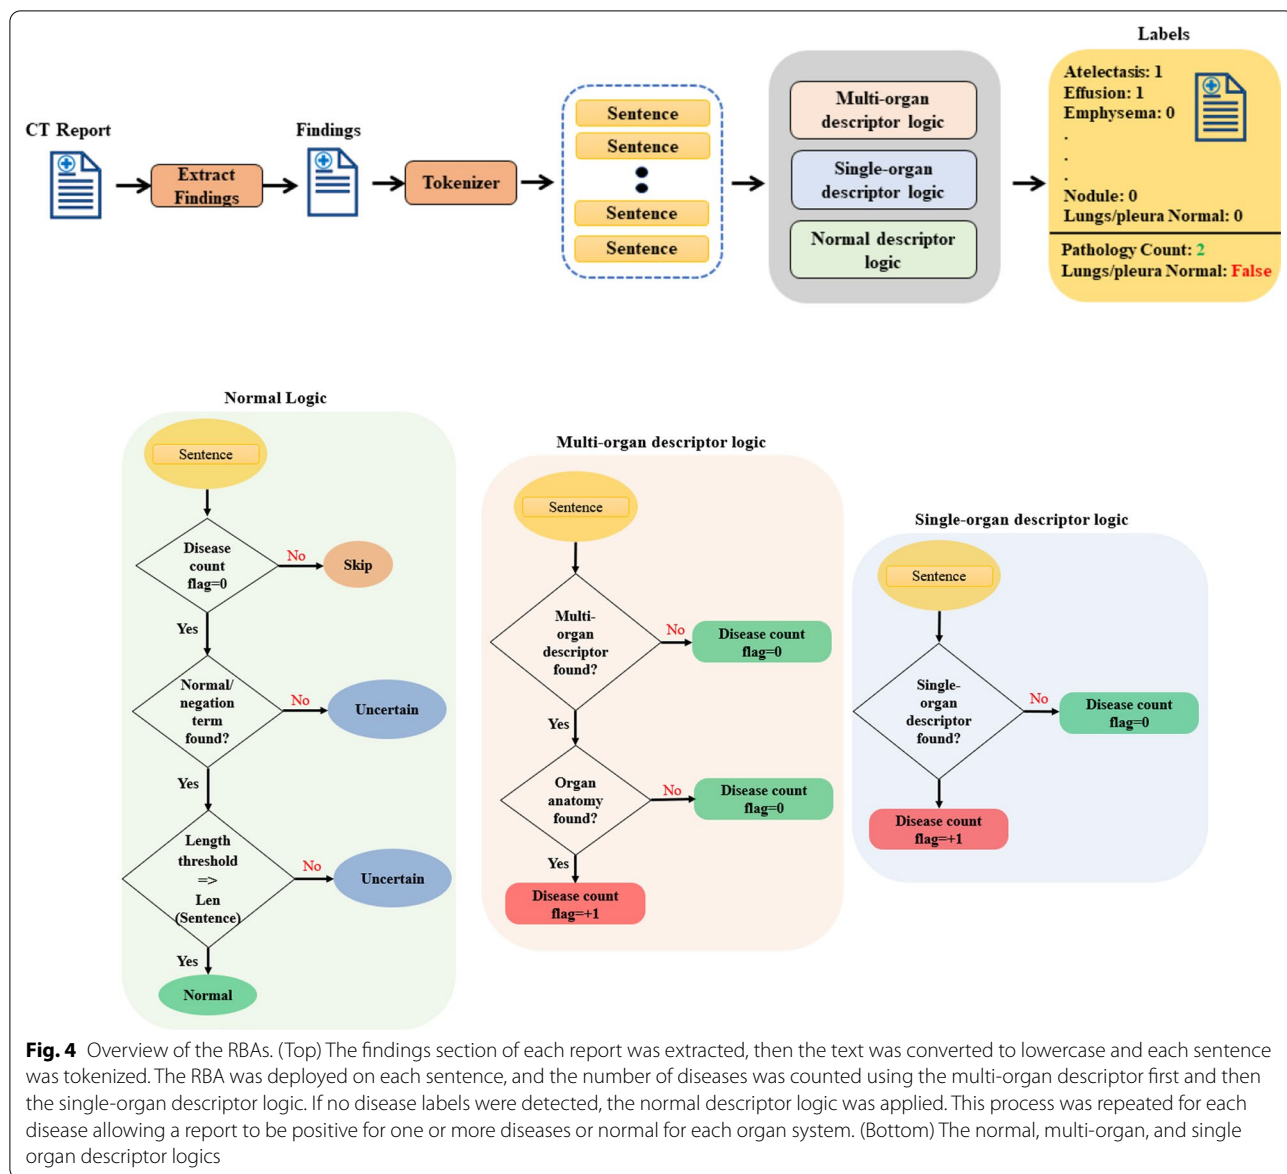 CT Report
Extract
Findings
Findings
Tokenizer
Sentence
Sentence
Sentence
Sentence
Multi-organ
descriptor logic
Single-organ
descriptor logic
Normal descriptor
logic
Labels
Atelectasis: 1
Effusion: 1
Emphysema: 0
.
.
.
Nodule: 0
Lungs/pleura Normal: 0
Pathology Count: 2
Lungs/pleura Normal: False
Normal Logic
Sentence
Disease
count
flag=0
No
Skip
Yes
Normal/
negation
term
found?
No
Uncertain
Yes
Length
threshold
=>
Len
(Sentence)
No
Uncertain
Yes
Normal
Multi-organ descriptor logic
Sentence
Multi-
organ
descriptor
found?
No
Disease count
flag=0
Yes
Organ
anatomy
found?
No
Disease count
flag=0
Yes
Disease count
flag=+1
Single-organ descriptor logic
Sentence
Single-
organ
descriptor
found?
No
Disease count
flag=0
Disease count
flag=+1
Fig. 4 Overview of the RBAs. (Top) The findings section of each report was extracted, then the text was converted to lowercase and each sentence
was tokenized. The RBA was deployed on each sentence, and the number of diseases was counted using the multi-organ descriptor first and then
the single-organ descriptor logic. If no disease labels were detected, the normal descriptor logic was applied. This process was repeated for each
disease allowing a report to be positive for one or more diseases or normal for each organ system. (Bottom) The normal, multi-organ, and single
organ descriptor logics